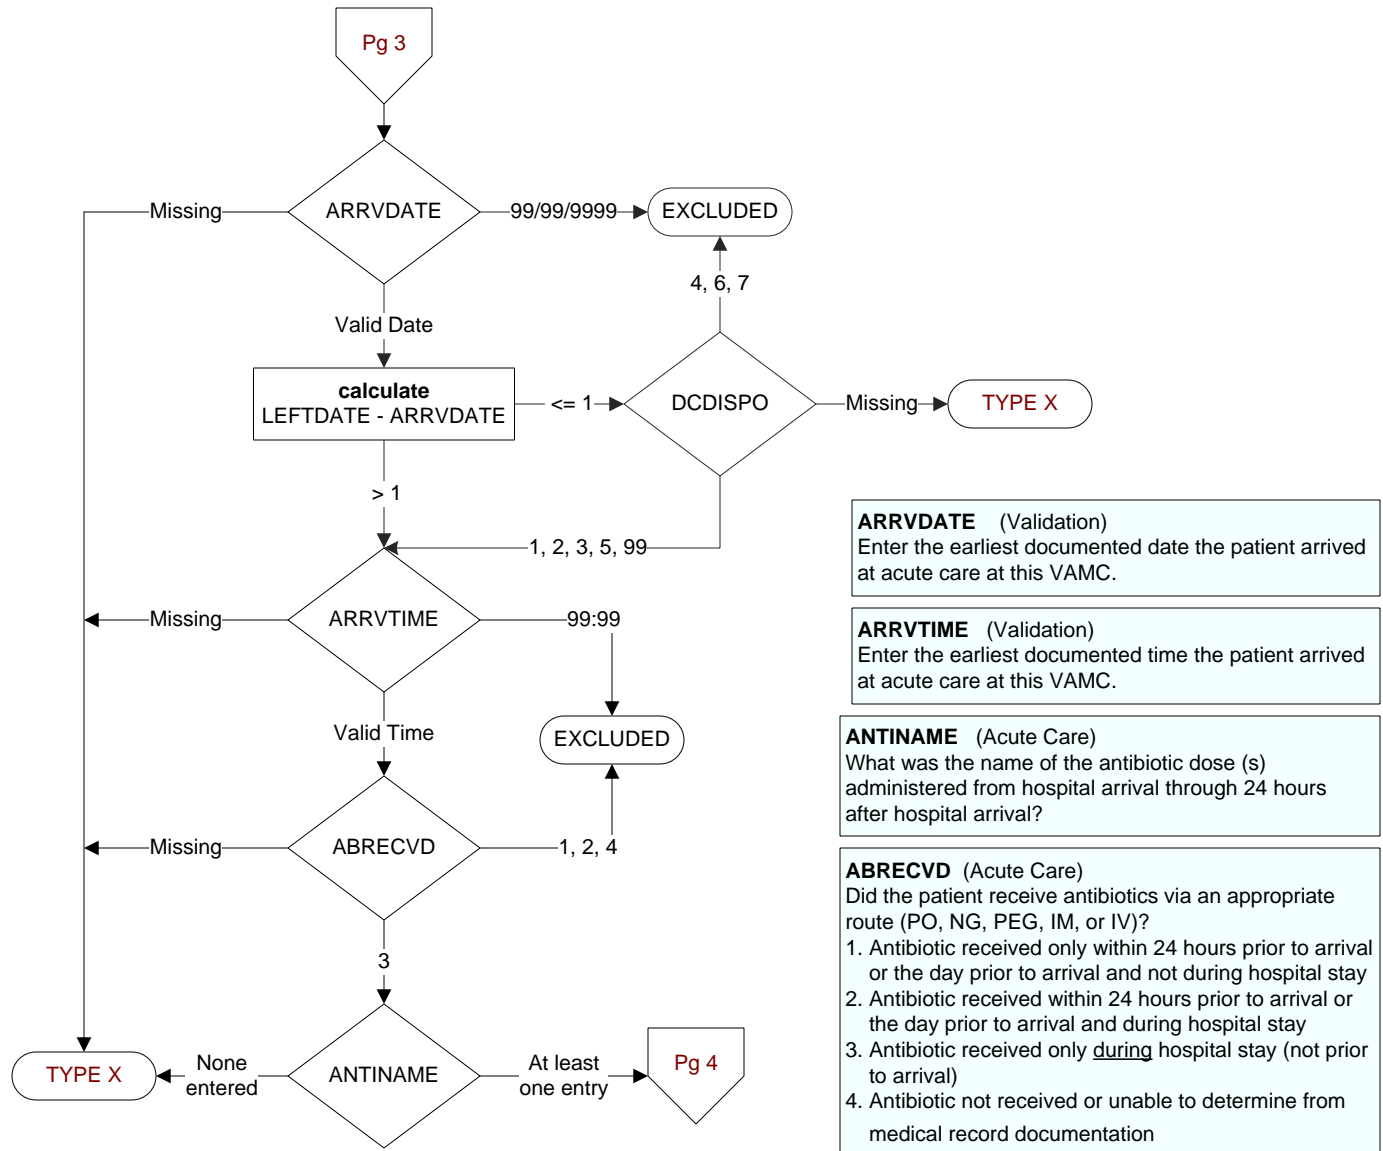 Pg 3
Missing
ARRVDATE
99/99/9999
EXCLUDED
4, 6, 7
Valid Date
calculate
LEFTDATE - ARRVDATE
<= 1
DCDISPO
Missing
TYPE X
> 1
1, 2, 3, 5, 99
Missing
ARRVTIME
99:99
Valid Time
EXCLUDED
Missing
ABRECVD
1, 2, 4
3
TYPE X
None
entered
ANTINAME
At least
one entry
Pg 4
ARRVDATE (Validation)
Enter the earliest documented date the patient arrived
at acute care at this VAMC.
ARRVTIME (Validation)
Enter the earliest documented time the patient arrived
at acute care at this VAMC.
ANTINAME (Acute Care)
What was the name of the antibiotic dose (s)
administered from hospital arrival through 24 hours
after hospital arrival?
ABRECVD (Acute Care)
Did the patient receive antibiotics via an appropriate
route (PO, NG, PEG, IM, or IV)?
1. Antibiotic received only within 24 hours prior to arrival
or the day prior to arrival and not during hospital stay
2. Antibiotic received within 24 hours prior to arrival or
the day prior to arrival and during hospital stay
3. Antibiotic received only during hospital stay (not prior
to arrival)
4. Antibiotic not received or unable to determine from
medical record documentation